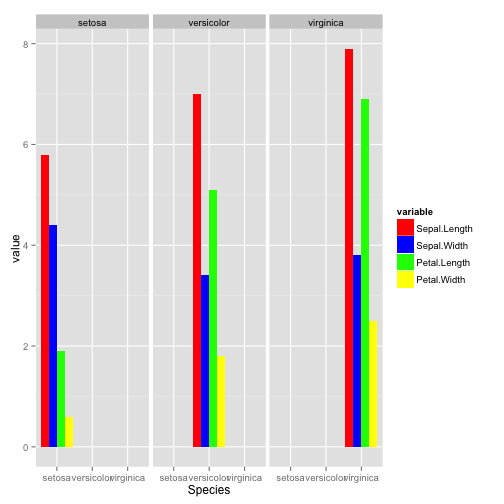 setosa versicolor virginica
8
6
4
2
0
value
setosa versicolor virginica setosa versicolor virginica setosa versicolor virginica
Species
variable
Sepal.Length
Sepal.Width
Petal.Length
Petal.Width